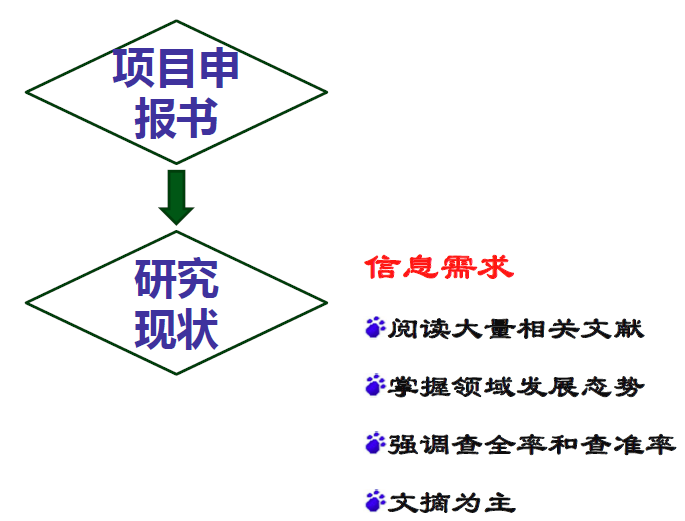 项目申
报书
研究
现状
信息需求
阅读大量相关文献
掌握领域发展态势
强调查全率和查准率
文摘为主